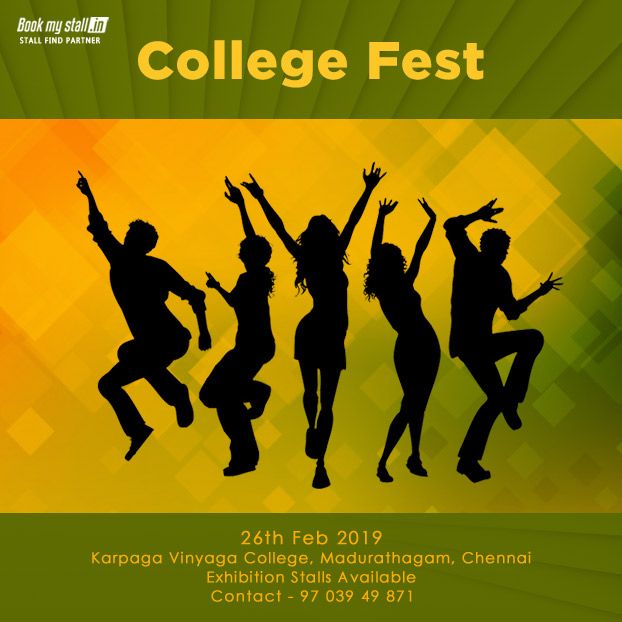 Book my stall.in
STALL FIND PARTNER
College Fest
26th Feb 2019
Karpaga Vinyaga College, Madurathagam, Chennai
Exhibition Stalls Available
Contact - 97 039 49 871